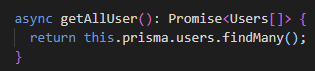 async getAllUser(): Promise<Users[]> {
  return this.prisma.users.findMany();
}